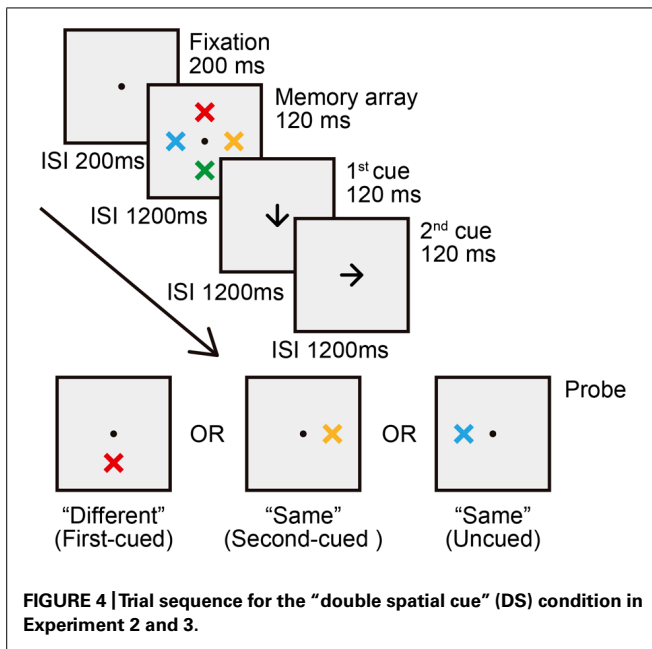 Fixation
200 ms
Memory array
120 ms
ISI 200ms
1st cue
120 ms
ISI 1200ms
2nd cue
120 ms
ISI 1200ms
ISI 1200ms
Probe
OR
OR
“Different”
(First-cued)
“Same”
(Second-cued )
“Same”
(Uncued)
FIGURE 4 | Trial sequence for the “double spatial cue” (DS) condition in
Experiment 2 and 3.